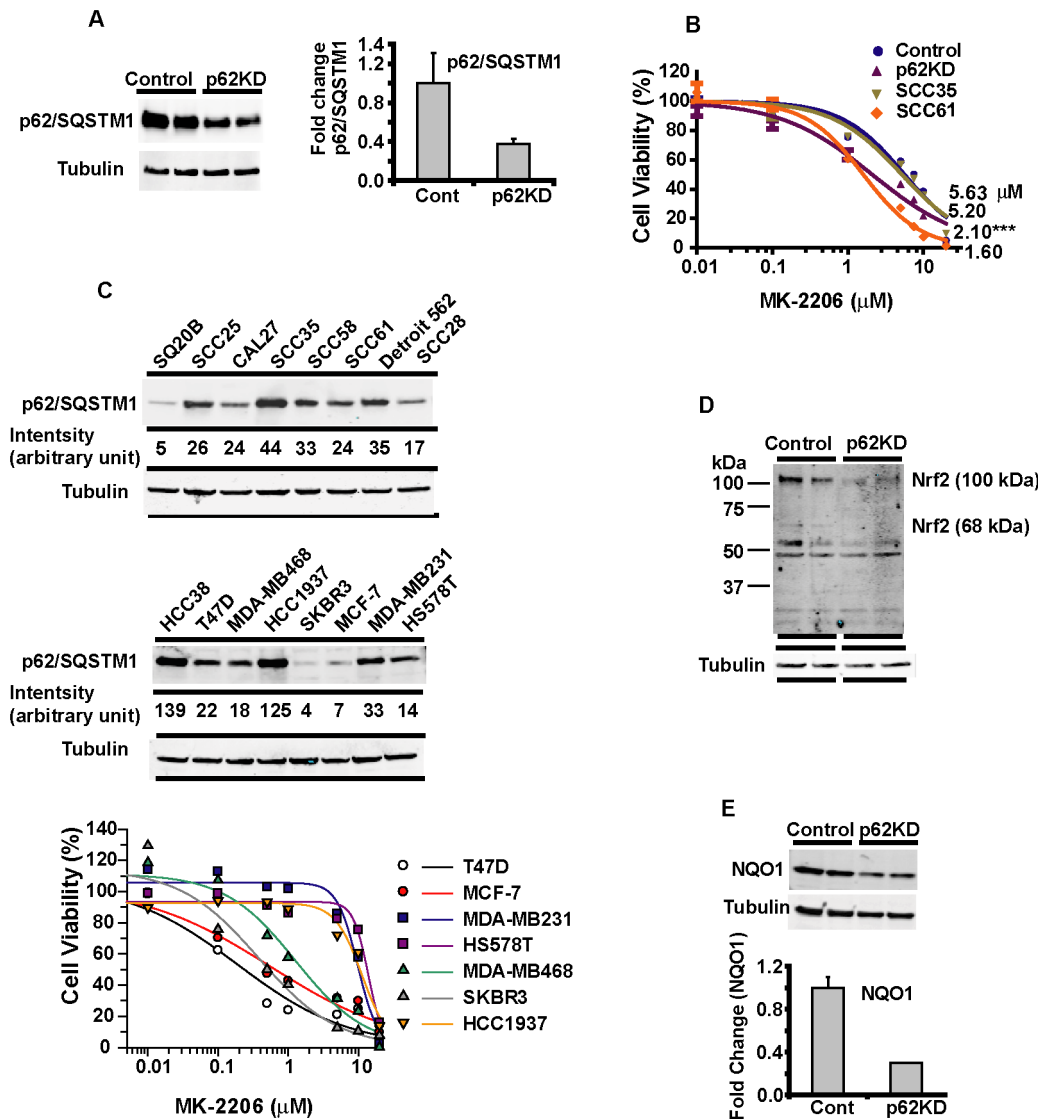 A
Control p62KD
p62/SQSTM1
Tubulin
Fold change
p62/SQSTM1
1.4
1.2
0.8
0.4
0.0
p62/SQSTM1
Cont p62KD
B
Control
p62KD
SCC35
SCC61
Cell Viability (%)
120
100
80
60
40
20
0
5.63 μM
5.20
2.10***
1.60
0.01 0.1 1 10
MK-2206 (μM)
C
SQ20B SCC25 CAL27 SCC35 SCC58 SCC61 Detroit 562 SCC28
p62/SQSTM1
Intentsity
(arbitrary unit)
5 26 24 44 33 24 35 17
Tubulin
HCC38 T47D MDA-MB468 HCC1937 SKBR3 MCF-7 MDA-MB231 HS578T
p62/SQSTM1
Intentsity
(arbitrary unit)
139 22 18 125 4 7 33 14
Tubulin
Cell Viability (%)
140
120
100
80
60
40
20
0
0.01 0.1 1 10
MK-2206 (μM)
T47D
MCF-7
MDA-MB231
HS578T
MDA-MB468
SKBR3
HCC1937
D
Control p62KD
kDa
100
75
50
37
Nrf2 (100 kDa)
Nrf2 (68 kDa)
Tubulin
E
Control p62KD
NQO1
Tubulin
Fold Change (NQO1)
1.2
0.8
0.4
0.0
NQO1
Cont p62KD